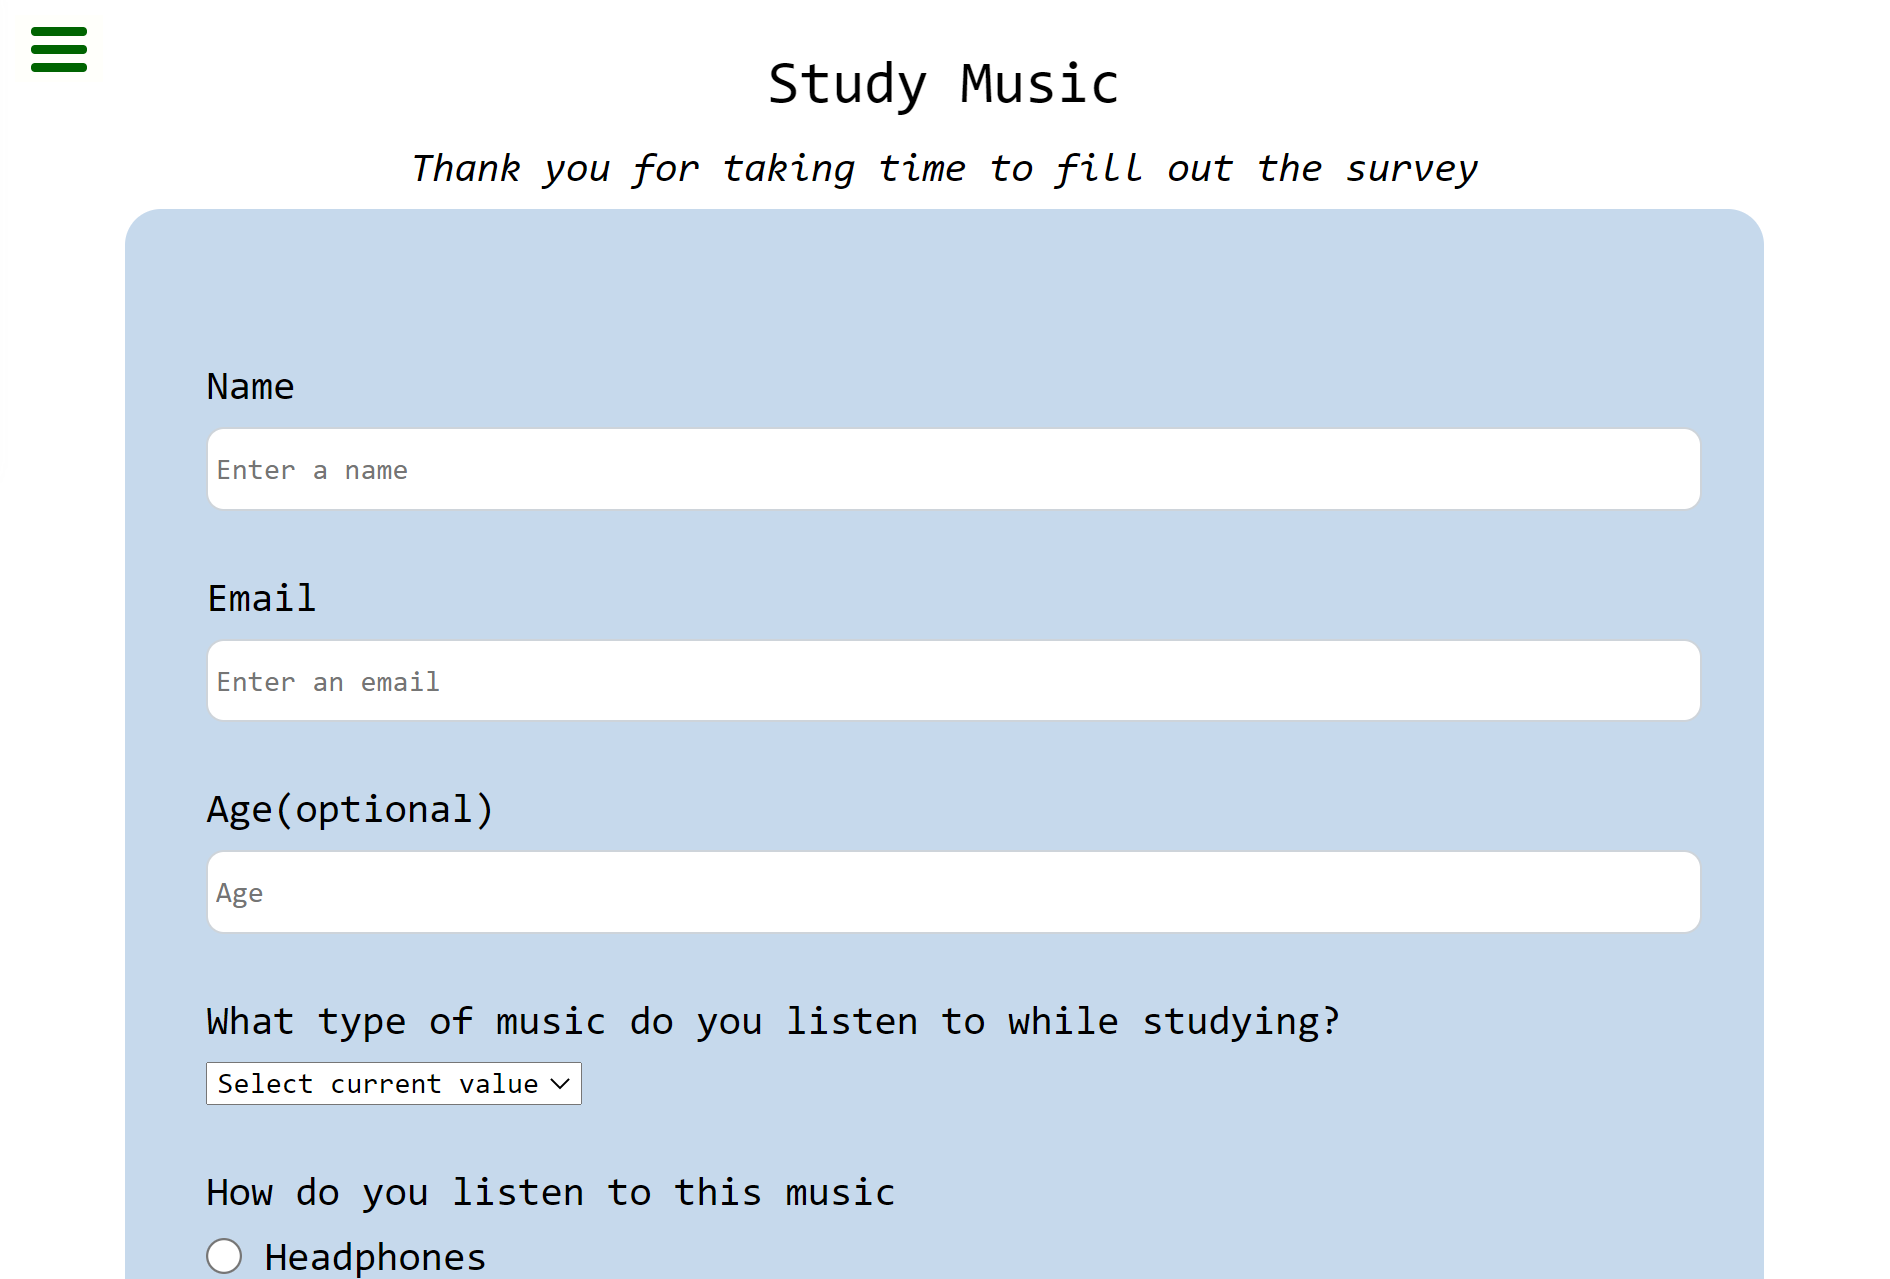 Study Music
Thank you for taking time to fill out the survey
Name
Enter a name
Email
Enter an email
Age(optional)
Age
What type of music do you listen to while studying?
Select current value
How do you listen to this music
Headphones